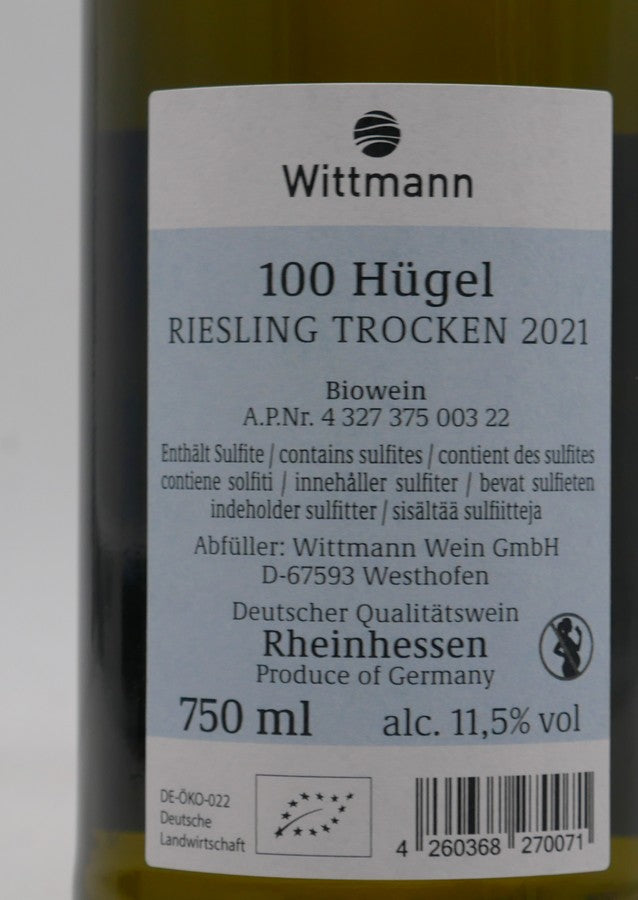 Wittmann
100 Hügel
RIESLING TROCKEN 2021
Biowein
A.P.Nr. 4 327 375 003 22
Enthält Sulfite / contains sulfites / contient des sulfites
contiene solfiti / innehåller sulfiter / bevat sulfieten
indeholder sulfitter / sisältää sulfiitteja
Abfüller: Wittmann Wein GmbH
D-67593 Westhofen
Deutscher Qualitätswein
Rheinhessen
Produce of Germany
750 ml alc. 11,5% vol
DE-ÖKO-022
Deutsche
Landwirtschaft
4 260368 270071